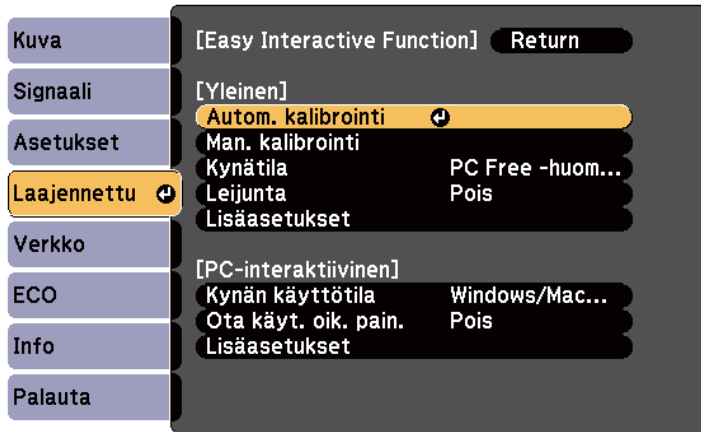 Kuva
Signaali
Asetukset
Laajennettu
Verkko
ECO
Info
Palauta
[Easy Interactive Function] Return
[Yleinen]
Autom. kalibrointi
Man. kalibrointi
Kynätila PC Free -huom...
Leijunta Pois
Lisäasetukset
[PC-interaktiivinen]
Kynän käyttötila Windows/Mac...
Ota käyt. oik. pain. Pois
Lisäasetukset